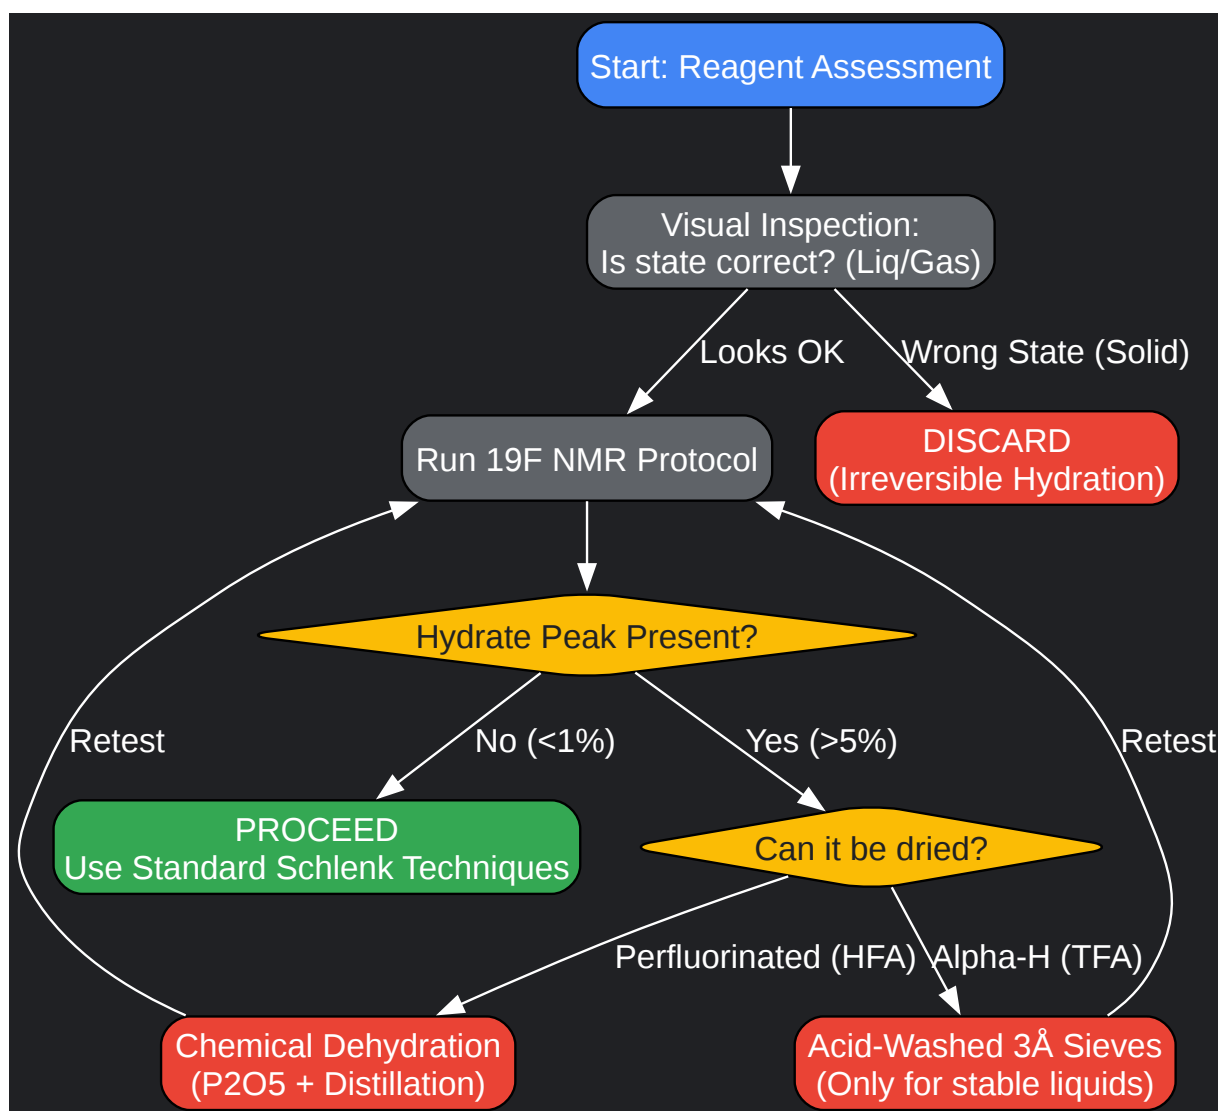 Start: Reagent Assessment
Visual Inspection:
Is state correct? (Liq/Gas)
Looks OK
Wrong State (Solid)
Run 19F NMR Protocol
DISCARD
(Irreversible Hydration)
Hydrate Peak Present?
Retest
No (<1%)
Yes (>5%)
Retest
PROCEED
Use Standard Schlenk Techniques
Can it be dried?
Perfluorinated (HFA)
Alpha-H (TFA)
Chemical Dehydration
(P2O5 + Distillation)
Acid-Washed 3Å Sieves
(Only for stable liquids)